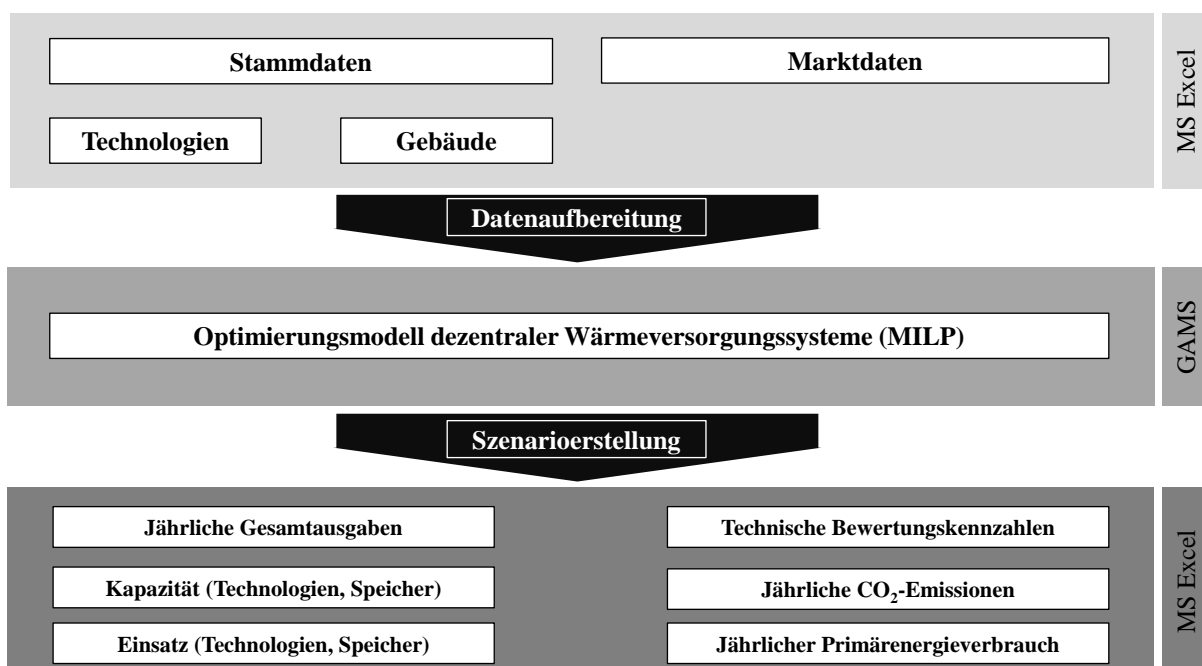 Stammdaten
Marktdaten
Technologien
Gebäude
MS Excel
Datenaufbereitung
Optimierungsmodell dezentraler Wärmeversorgungssysteme (MILP)
GAMS
Szenarioerstellung
Jährliche Gesamtausgaben
Technische Bewertungskennzahlen
Kapazität (Technologien, Speicher)
Jährliche CO₂-Emissionen
Einsatz (Technologien, Speicher)
Jährlicher Primärenergieverbrauch
MS Excel